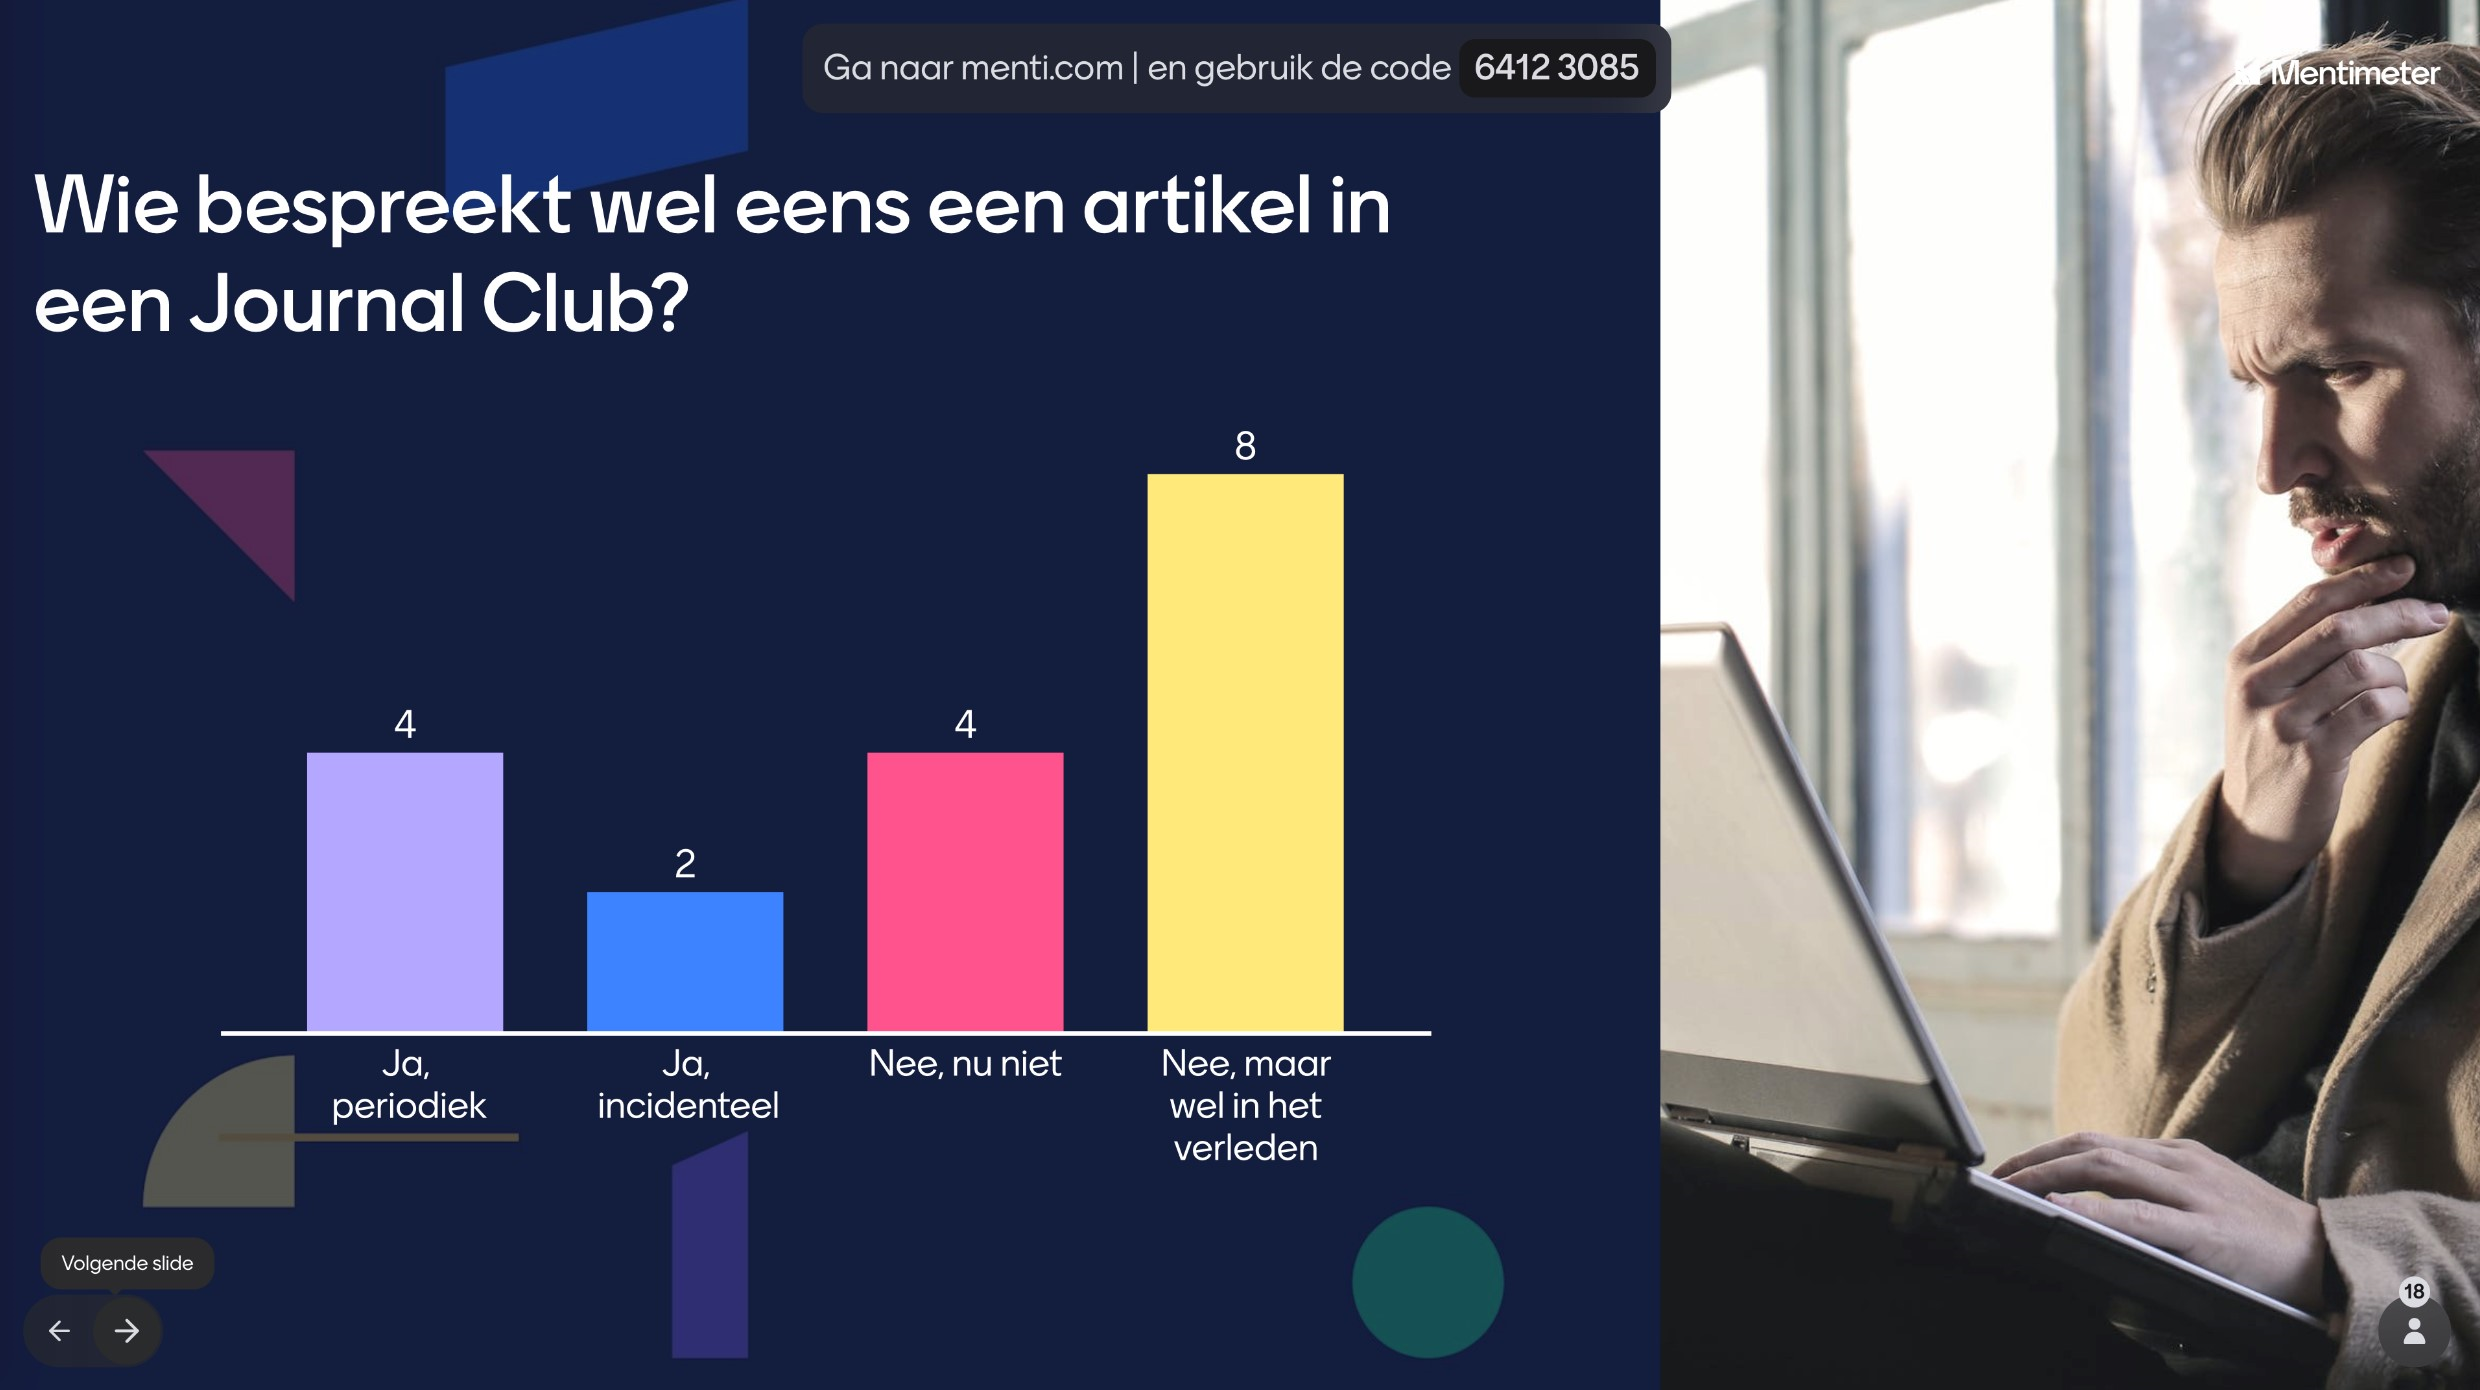 Ga naar menti.com | en gebruik de code 6412 3085
Mentimeter
Wie bespreekt wel eens een artikel in
een Journal Club?
8
4
4
2
Ja,
periodiek
Ja,
incidenteel
Nee, nu niet
Nee, maar
wel in het
verleden
Volgende slide
18